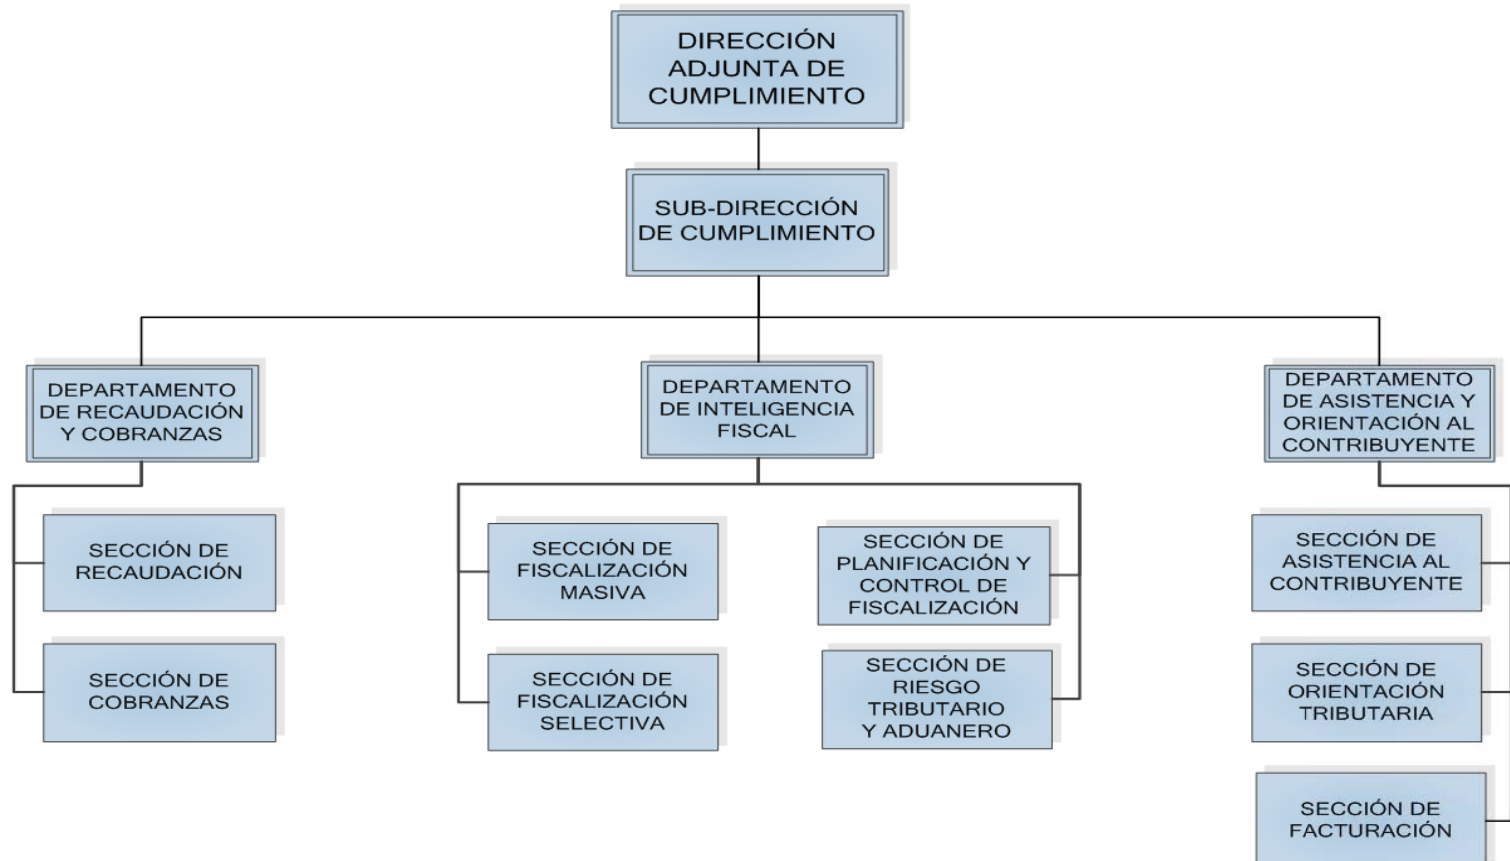 DIRECCIÓN
ADJUNTA DE
CUMPLIMIENTO
SUB-DIRECCIÓN
DE CUMPLIMIENTO
DEPARTAMENTO
DE RECAUDACIÓN
Y COBRANZAS
DEPARTAMENTO
DE INTELIGENCIA
FISCAL
DEPARTAMENTO
DE ASISTENCIA Y
ORIENTACIÓN AL
CONTRIBUYENTE
SECCIÓN DE
RECAUDACIÓN
SECCIÓN DE
COBRANZAS
SECCIÓN DE
FISCALIZACIÓN
MASIVA
SECCIÓN DE
FISCALIZACIÓN
SELECTIVA
SECCIÓN DE
PLANIFICACIÓN Y
CONTROL DE
FISCALIZACIÓN
SECCIÓN DE
RIESGO
TRIBUTARIO
Y ADUANERO
SECCIÓN DE
ASISTENCIA AL
CONTRIBUYENTE
SECCIÓN DE
ORIENTACIÓN
TRIBUTARIA
SECCIÓN DE
FACTURACIÓN